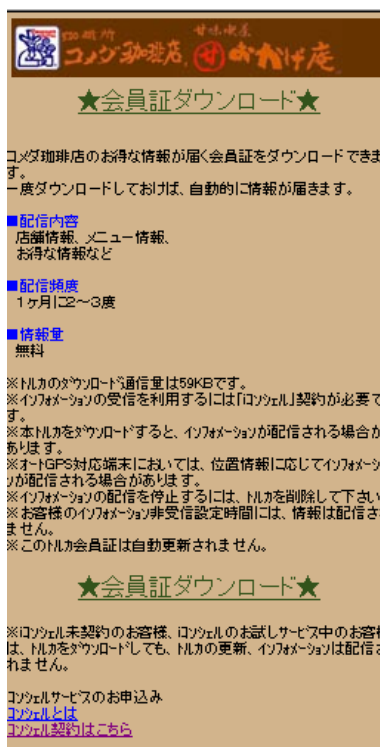 珈琲所
コメダ珈琲店
甘味喫茶
おかげ庵
★会員証ダウンロード★
コメダ珈琲店のお得な情報が届く会員証をダウンロードできま
す。
一度ダウンロードしておけば、自動的に情報が届きます。
■配信内容
店舗情報、メニュー情報、
お得な情報など
■配信頻度
1ヶ月に2～3度
■情報量
無料
※ﾄﾙｶのﾀﾞｳﾝﾛｰﾄﾞ通信量は59KBです。
※ｲﾝﾌｫﾒｰｼｮﾝの受信を利用するには｢iｺﾝｼｪﾙ｣契約が必要で
す。
※本ﾄﾙｶをﾀﾞｳﾝﾛｰﾄﾞすると、ｲﾝﾌｫﾒｰｼｮﾝが配信される場合が
あります。
※ｵｰﾄGPS対応端末においては、位置情報に応じてｲﾝﾌｫﾒｰｼ
ｮﾝが配信される場合があります。
※ｲﾝﾌｫﾒｰｼｮﾝの配信を停止するには、ﾄﾙｶを削除して下さい
※お客様のｲﾝﾌｫﾒｰｼｮﾝ非受信設定時間には、情報は配信さ
ません。
※このﾄﾙｶ会員証は自動更新されません。
★会員証ダウンロード★
※iｺﾝｼｪﾙ未契約のお客様、iｺﾝｼｪﾙのお試しｻｰﾋﾞｽ中のお客様
は、ﾄﾙｶをﾀﾞｳﾝﾛｰﾄﾞしても、ﾄﾙｶの更新、ｲﾝﾌｫﾒｰｼｮﾝは配信さ
れません。
iｺﾝｼｪﾙサービスのお申込み
iｺﾝｼｪﾙとは
iｺﾝｼｪﾙ契約はこちら